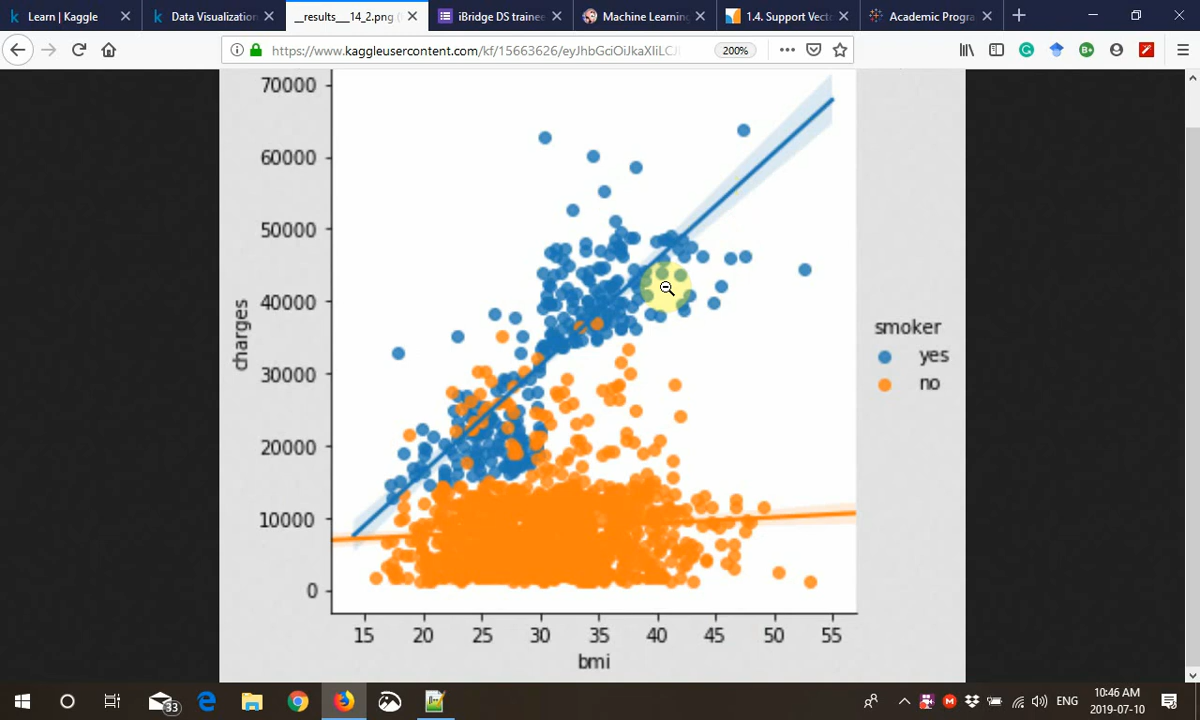 Learn | Kaggle
Data Visualization
__results___14_2.png
iBridge DS trainee
Machine Learning
1.4. Support Vecto
Academic Progra
https://www.kaggleusercontent.com/kf/15663626/
200%
70000
60000
50000
40000
30000
20000
10000
0
charges
15 20 25 30 35 40 45 50 55
bmi
smoker
yes
no
33
ENG
10:46 AM
2019-07-10